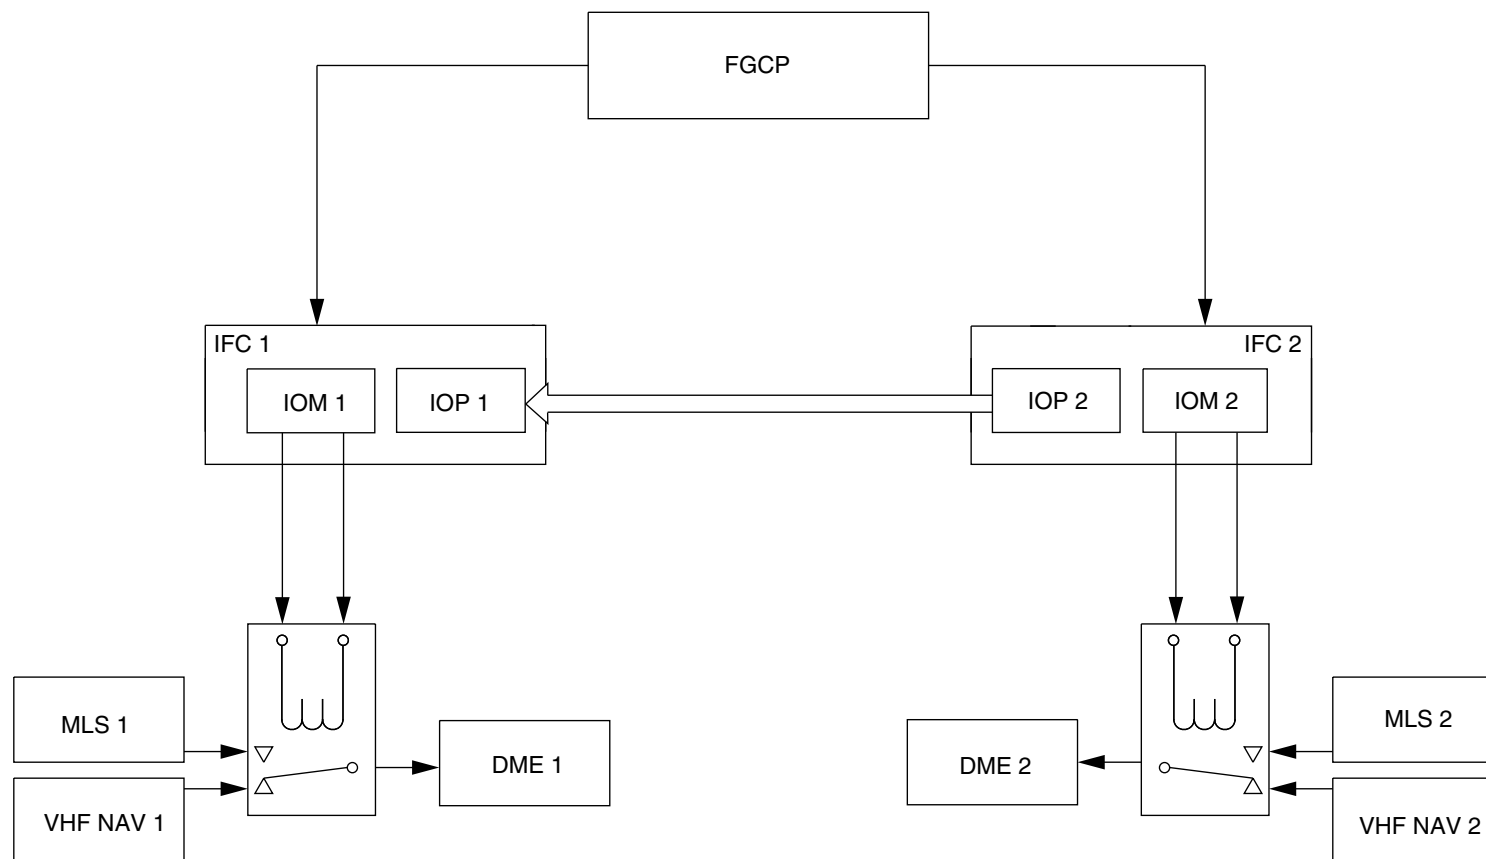 FGCP
IFC 1
IFC 2
IOM 1
IOP 1
IOP 2
IOM 2
MLS 1
MLS 2
DME 1
DME 2
VHF NAV 1
VHF NAV 2